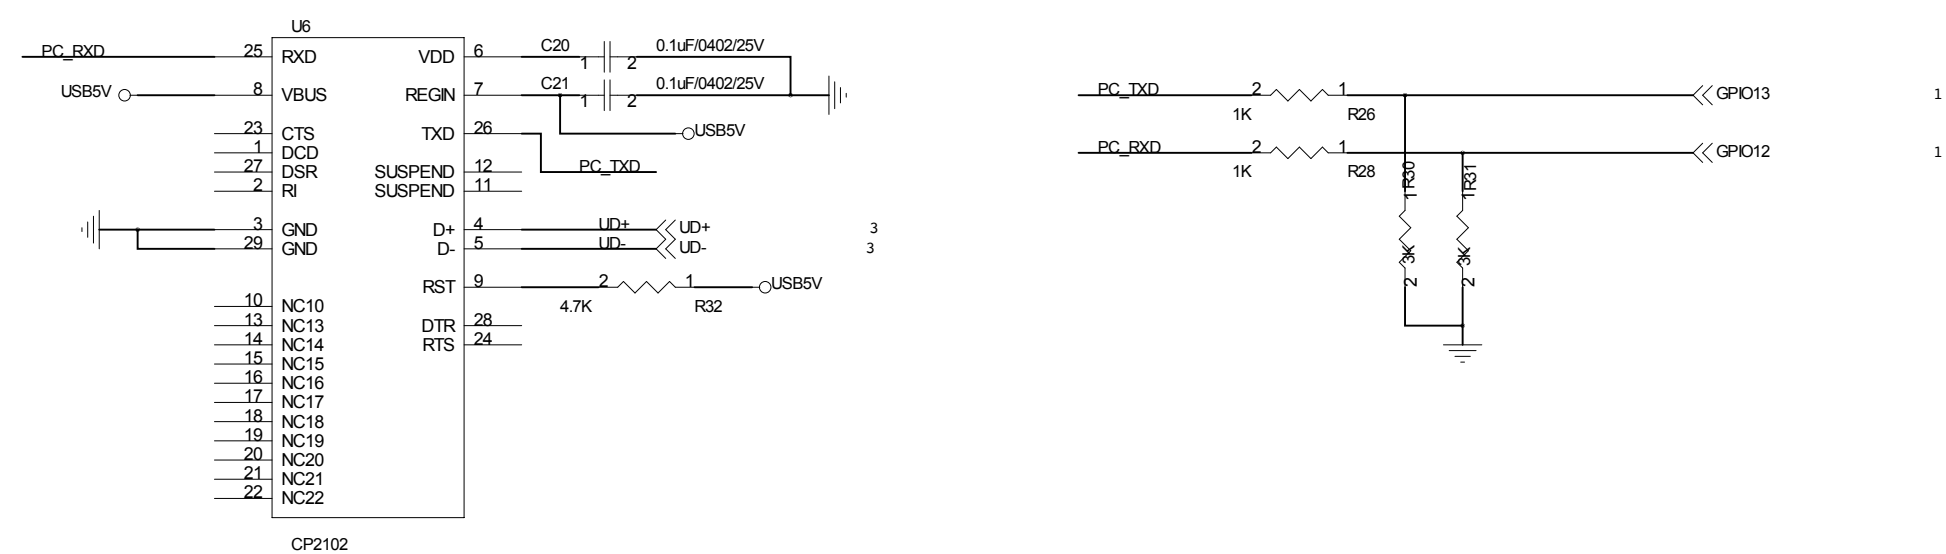 U6
PC_RXD 25 RXD VDD 6 C20 1 2 0.1uF/0402/25V
USB5V 8 VBUS REGIN 7 C21 1 2 0.1uF/0402/25V
23 CTS TXD 26 USB5V
1 DCD
27 DSR SUSPEND 12 PC_TXD
2 RI SUSPEND 11
3 GND D+ 4 UD+ UD+ 3
29 GND D- 5 UD- UD- 3
RST 9 2 1 USB5V
4.7K R32
10 NC10
13 NC13 DTR 28
14 NC14 RTS 24
15 NC15
16 NC16
17 NC17
18 NC18
19 NC19
20 NC20
21 NC21
22 NC22
CP2102
PC_TXD 2 1 GPIO13 1
1K R26
PC_RXD 2 1 GPIO12 1
1K R28
1 R30 3K 2
1 R31 3K 2